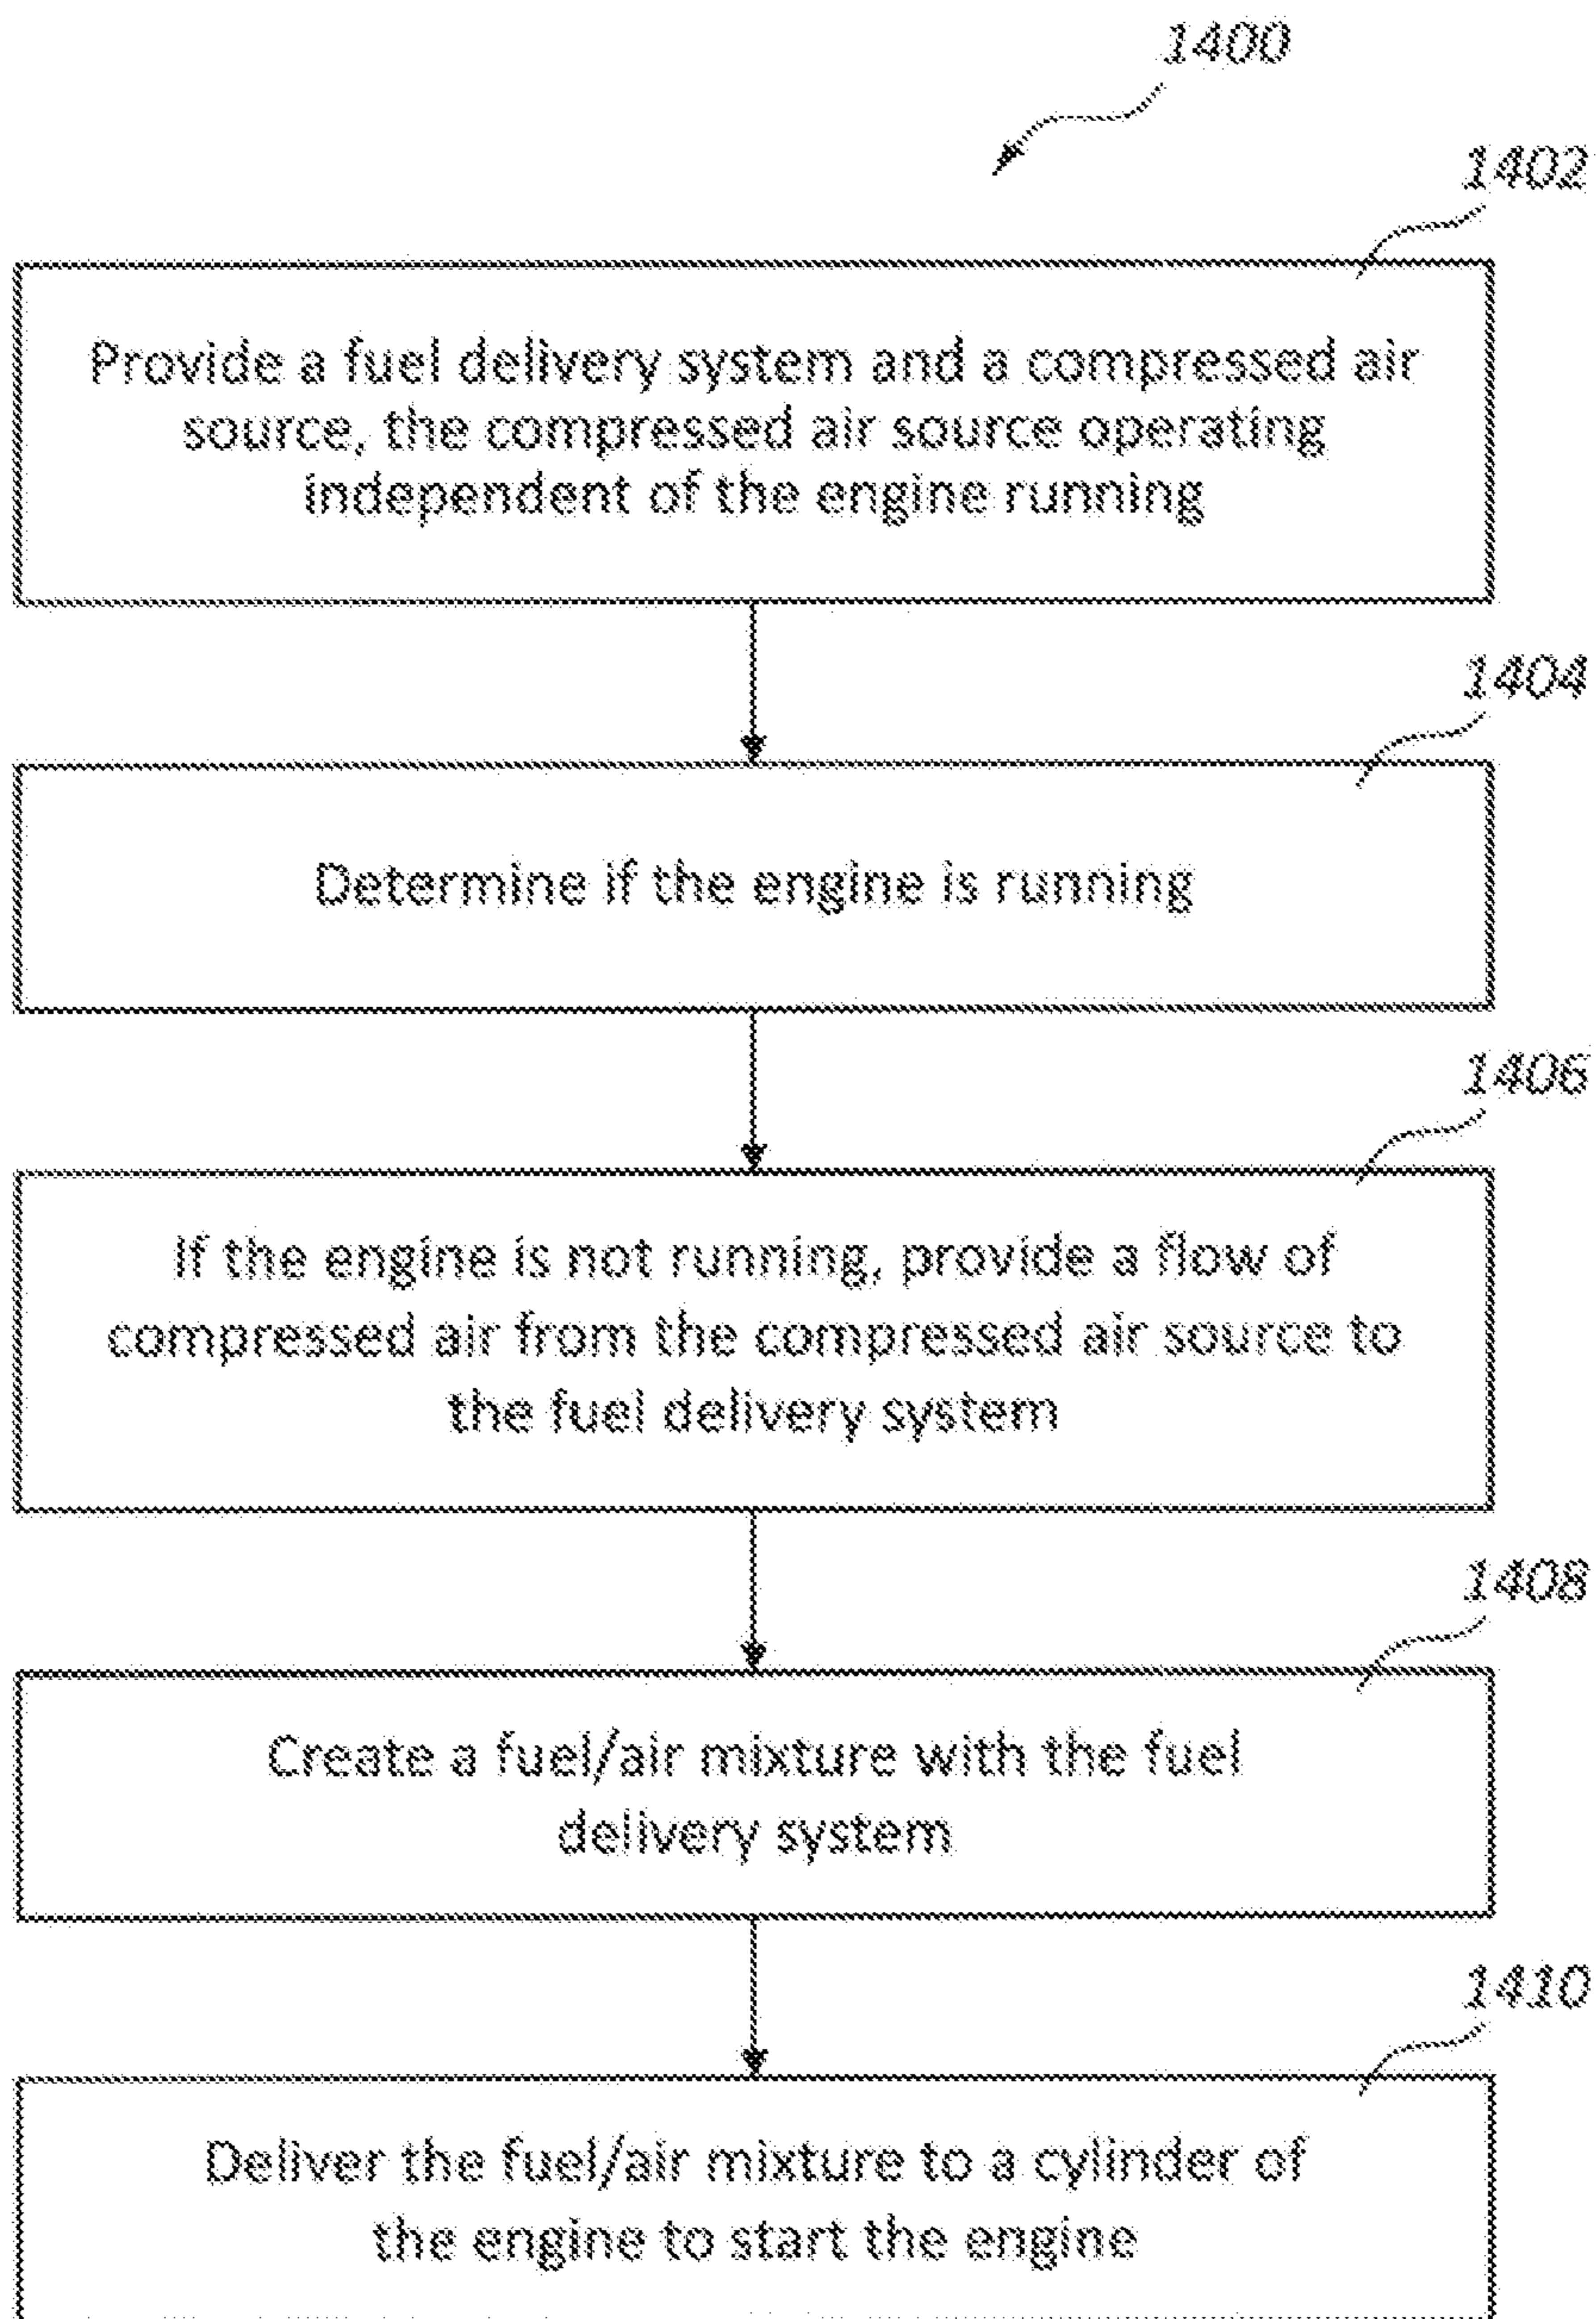 1400
1402
Provide a fuel delivery system and a compressed air
source, the compressed air source operating
independent of the engine running
1404
Determine if the engine is running
1406
If the engine is not running, provide a flow of
compressed air from the compressed air source to
the fuel delivery system
1408
Create a fuel/air mixture with the fuel
delivery system
1410
Deliver the fuel/air mixture to a cylinder of
the engine to start the engine